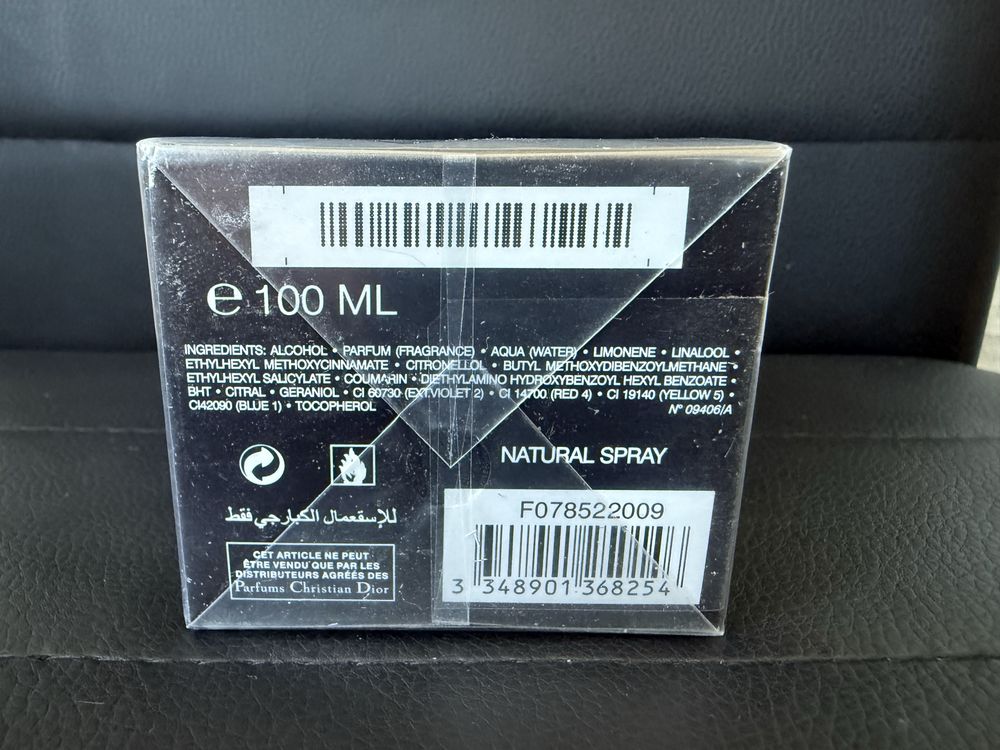 e 100 ML
INGREDIENTS: ALCOHOL • PARFUM (FRAGRANCE) • AQUA (WATER) • LIMONENE • LINALOOL •
ETHYLHEXYL METHOXYCINNAMATE • CITRONELLOL • BUTYL METHOXYDIBENZOYLMETHANE •
ETHYLHEXYL SALICYLATE • COUMARIN • DIETHYLAMINO HYDROXYBENZOYL HEXYL BENZOATE •
BHT • CITRAL • GERANIOL • CI 60730 (EXT.VIOLET 2) • CI 14700 (RED 4) • CI 19140 (YELLOW 5) •
CI42090 (BLUE 1) • TOCOPHEROL
N° 09406/A
NATURAL SPRAY
للإسقعمال الكبارجي فقط
CET ARTICLE NE PEUT
ÊTRE VENDU QUE PAR LES
DISTRIBUTEURS AGRÉÉS DES
Parfums Christian Dior
F078522009
3 348901 368254